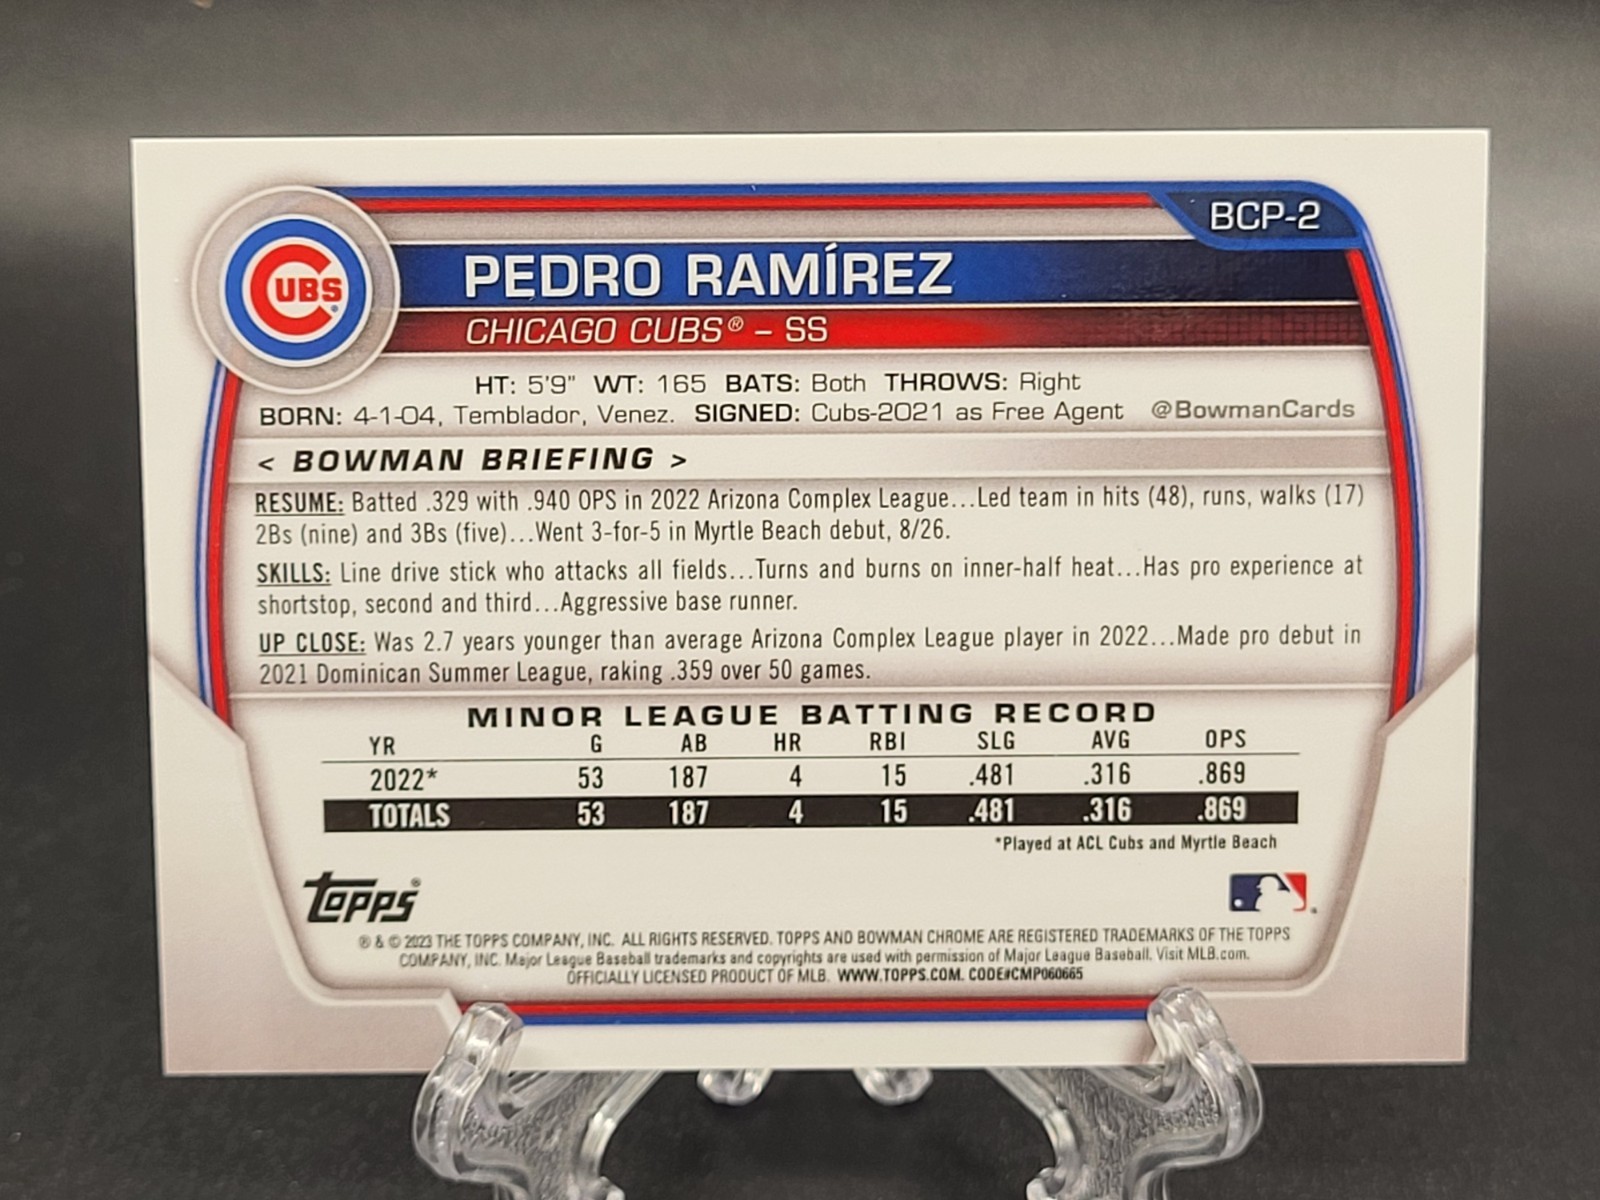 BCP-2
CUBS®
PEDRO RAMÍREZ
CHICAGO CUBS® – SS
HT: 5'9" WT: 165 BATS: Both THROWS: Right
BORN: 4-1-04, Temblador, Venez. SIGNED: Cubs-2021 as Free Agent @BowmanCards
< BOWMAN BRIEFING >
RESUME: Batted .329 with .940 OPS in 2022 Arizona Complex League...Led team in hits (48), runs, walks (17)
2Bs (nine) and 3Bs (five)...Went 3-for-5 in Myrtle Beach debut, 8/26.
SKILLS: Line drive stick who attacks all fields...Turns and burns on inner-half heat...Has pro experience at
shortstop, second and third...Aggressive base runner.
UP CLOSE: Was 2.7 years younger than average Arizona Complex League player in 2022...Made pro debut in
2021 Dominican Summer League, raking .359 over 50 games.
MINOR LEAGUE BATTING RECORD
YR G AB HR RBI SLG AVG OPS
2022* 53 187 4 15 .481 .316 .869
TOTALS 53 187 4 15 .481 .316 .869
*Played at ACL Cubs and Myrtle Beach
Topps®
® & © 2023 THE TOPPS COMPANY, INC. ALL RIGHTS RESERVED. TOPPS AND BOWMAN CHROME ARE REGISTERED TRADEMARKS OF THE TOPPS
COMPANY, INC. Major League Baseball trademarks and copyrights are used with permission of Major League Baseball. Visit MLB.com.
OFFICIALLY LICENSED PRODUCT OF MLB. WWW.TOPPS.COM. CODE#CMP060665